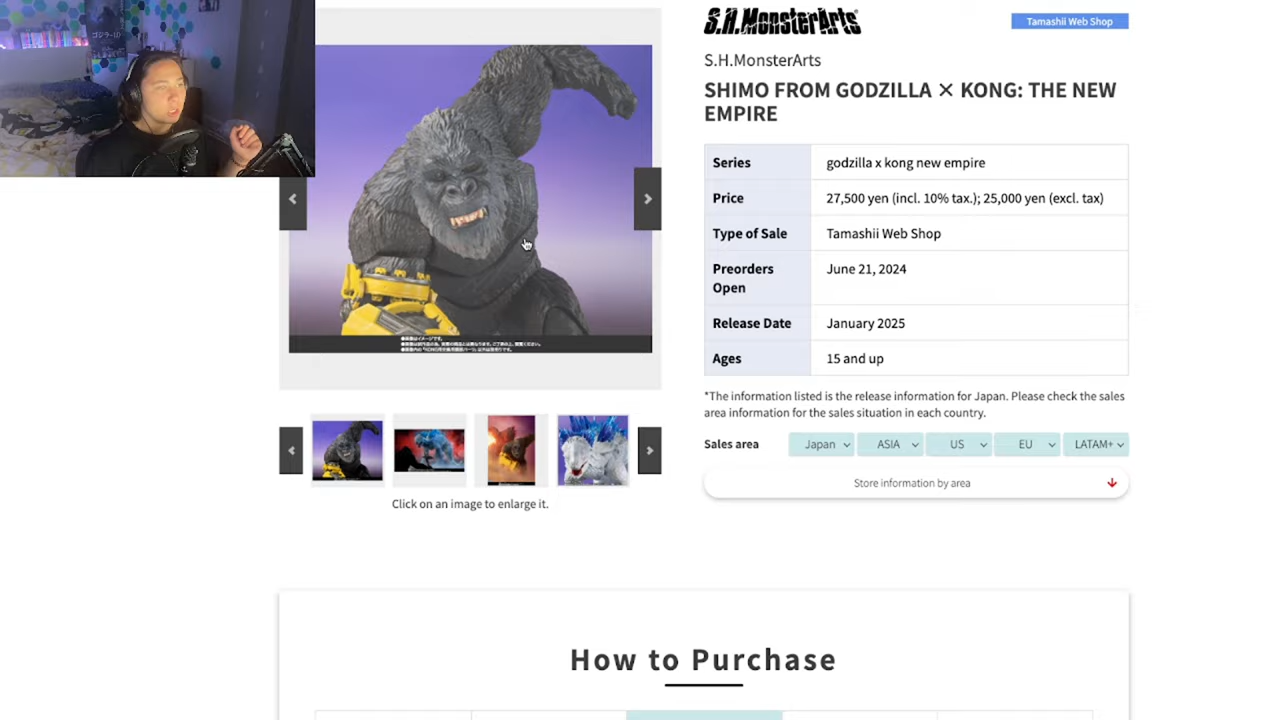 S.H.MonsterArts
Tamashii Web Shop
S.H.MonsterArts
SHIMO FROM GODZILLA × KONG: THE NEW
EMPIRE
Series godzilla x kong new empire
Price 27,500 yen (incl. 10% tax.); 25,000 yen (excl. tax)
Type of Sale Tamashii Web Shop
Preorders June 21, 2024
Open
Release Date January 2025
Ages 15 and up
*The information listed is the release information for Japan. Please check the sales
area information for the sales situation in each country.
Sales area Japan ASIA US EU LATAM+
Store information by area
Click on an image to enlarge it.
How to Purchase